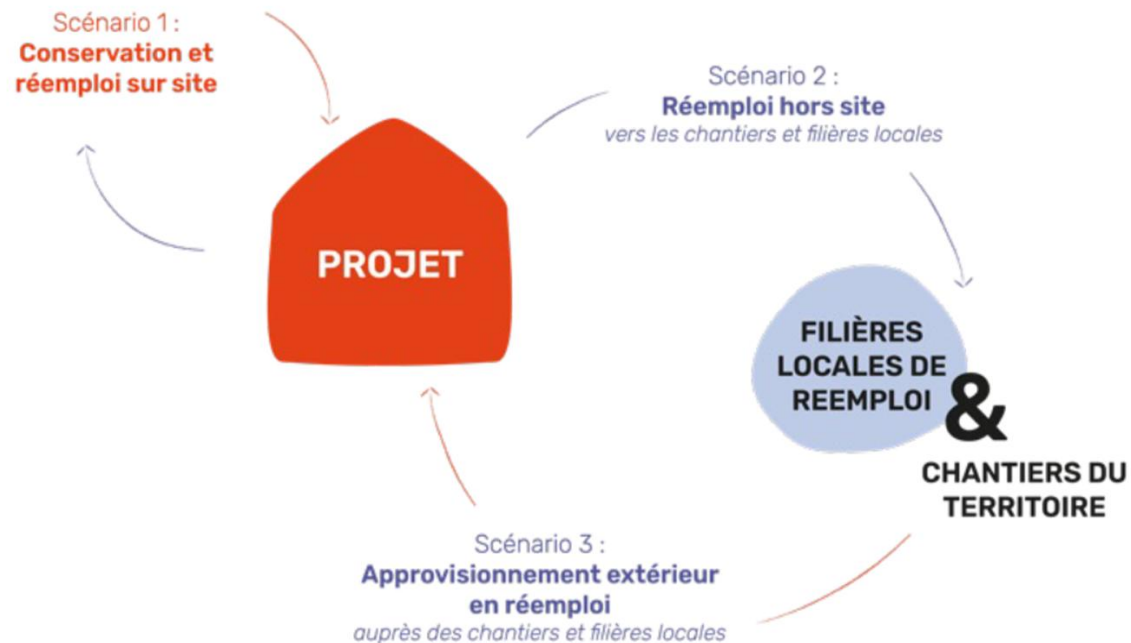 Scénario 1 :
Conservation et
réemploi sur site
Scénario 2 :
Réemploi hors site
vers les chantiers et filières locales
PROJET
FILIÈRES
LOCALES DE
REEMPLOI
&
CHANTIERS DU
TERRITOIRE
Scénario 3 :
Approvisionnement extérieur
en réemploi
auprès des chantiers et filières locales